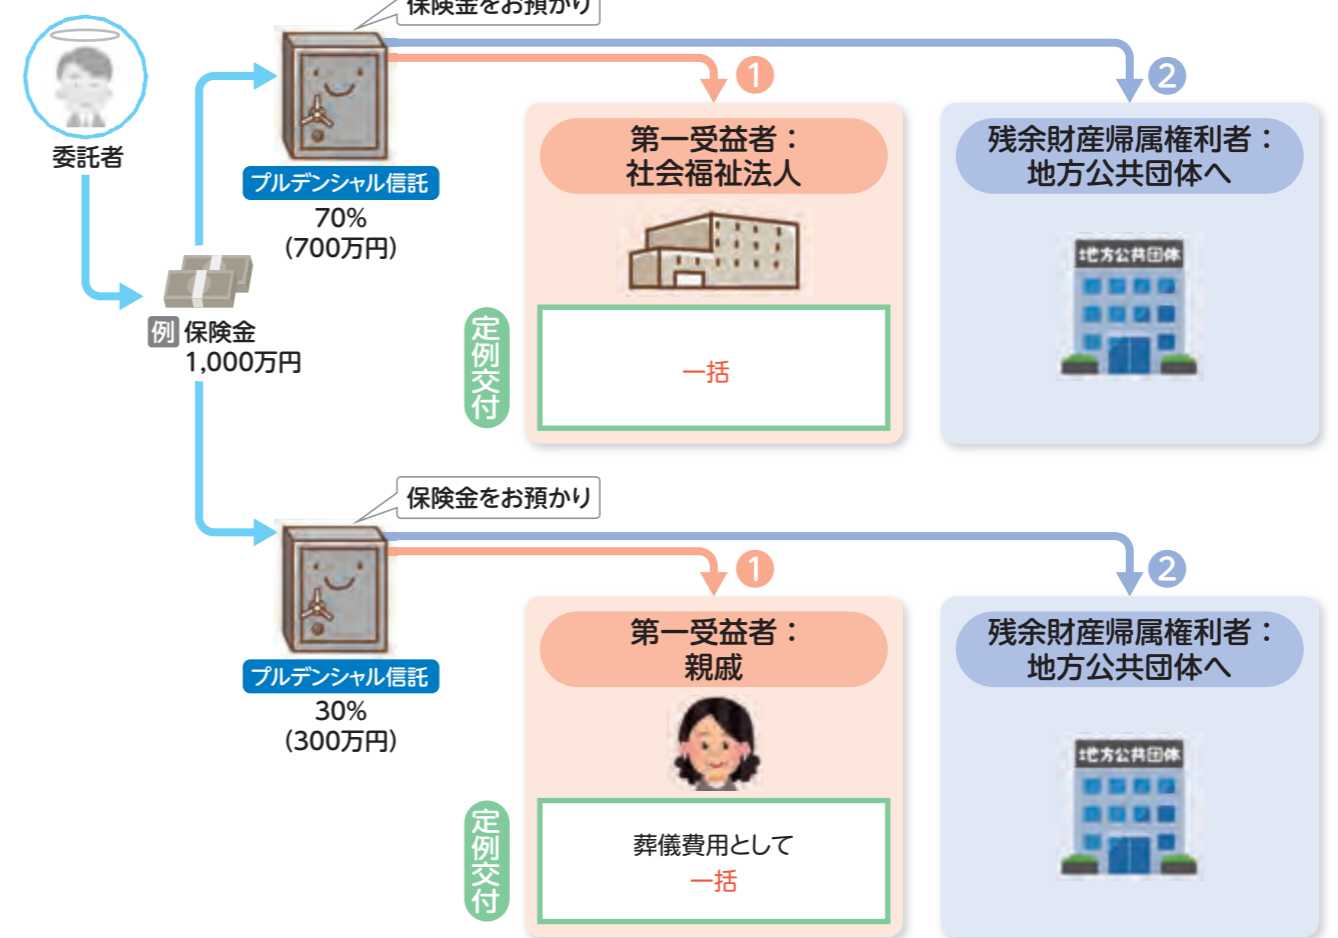 保険金をお預かり
委託者
プルデンシャル信託
70%
(700万円)
例 保険金
1,000万円
1
第一受益者：
社会福祉法人
定例交付
一括
2
残余財産帰属権利者：
地方公共団体へ
地方公共団体
保険金をお預かり
プルデンシャル信託
30%
(300万円)
1
第一受益者：
親戚
定例交付
葬儀費用として
一括
2
残余財産帰属権利者：
地方公共団体へ
地方公共団体